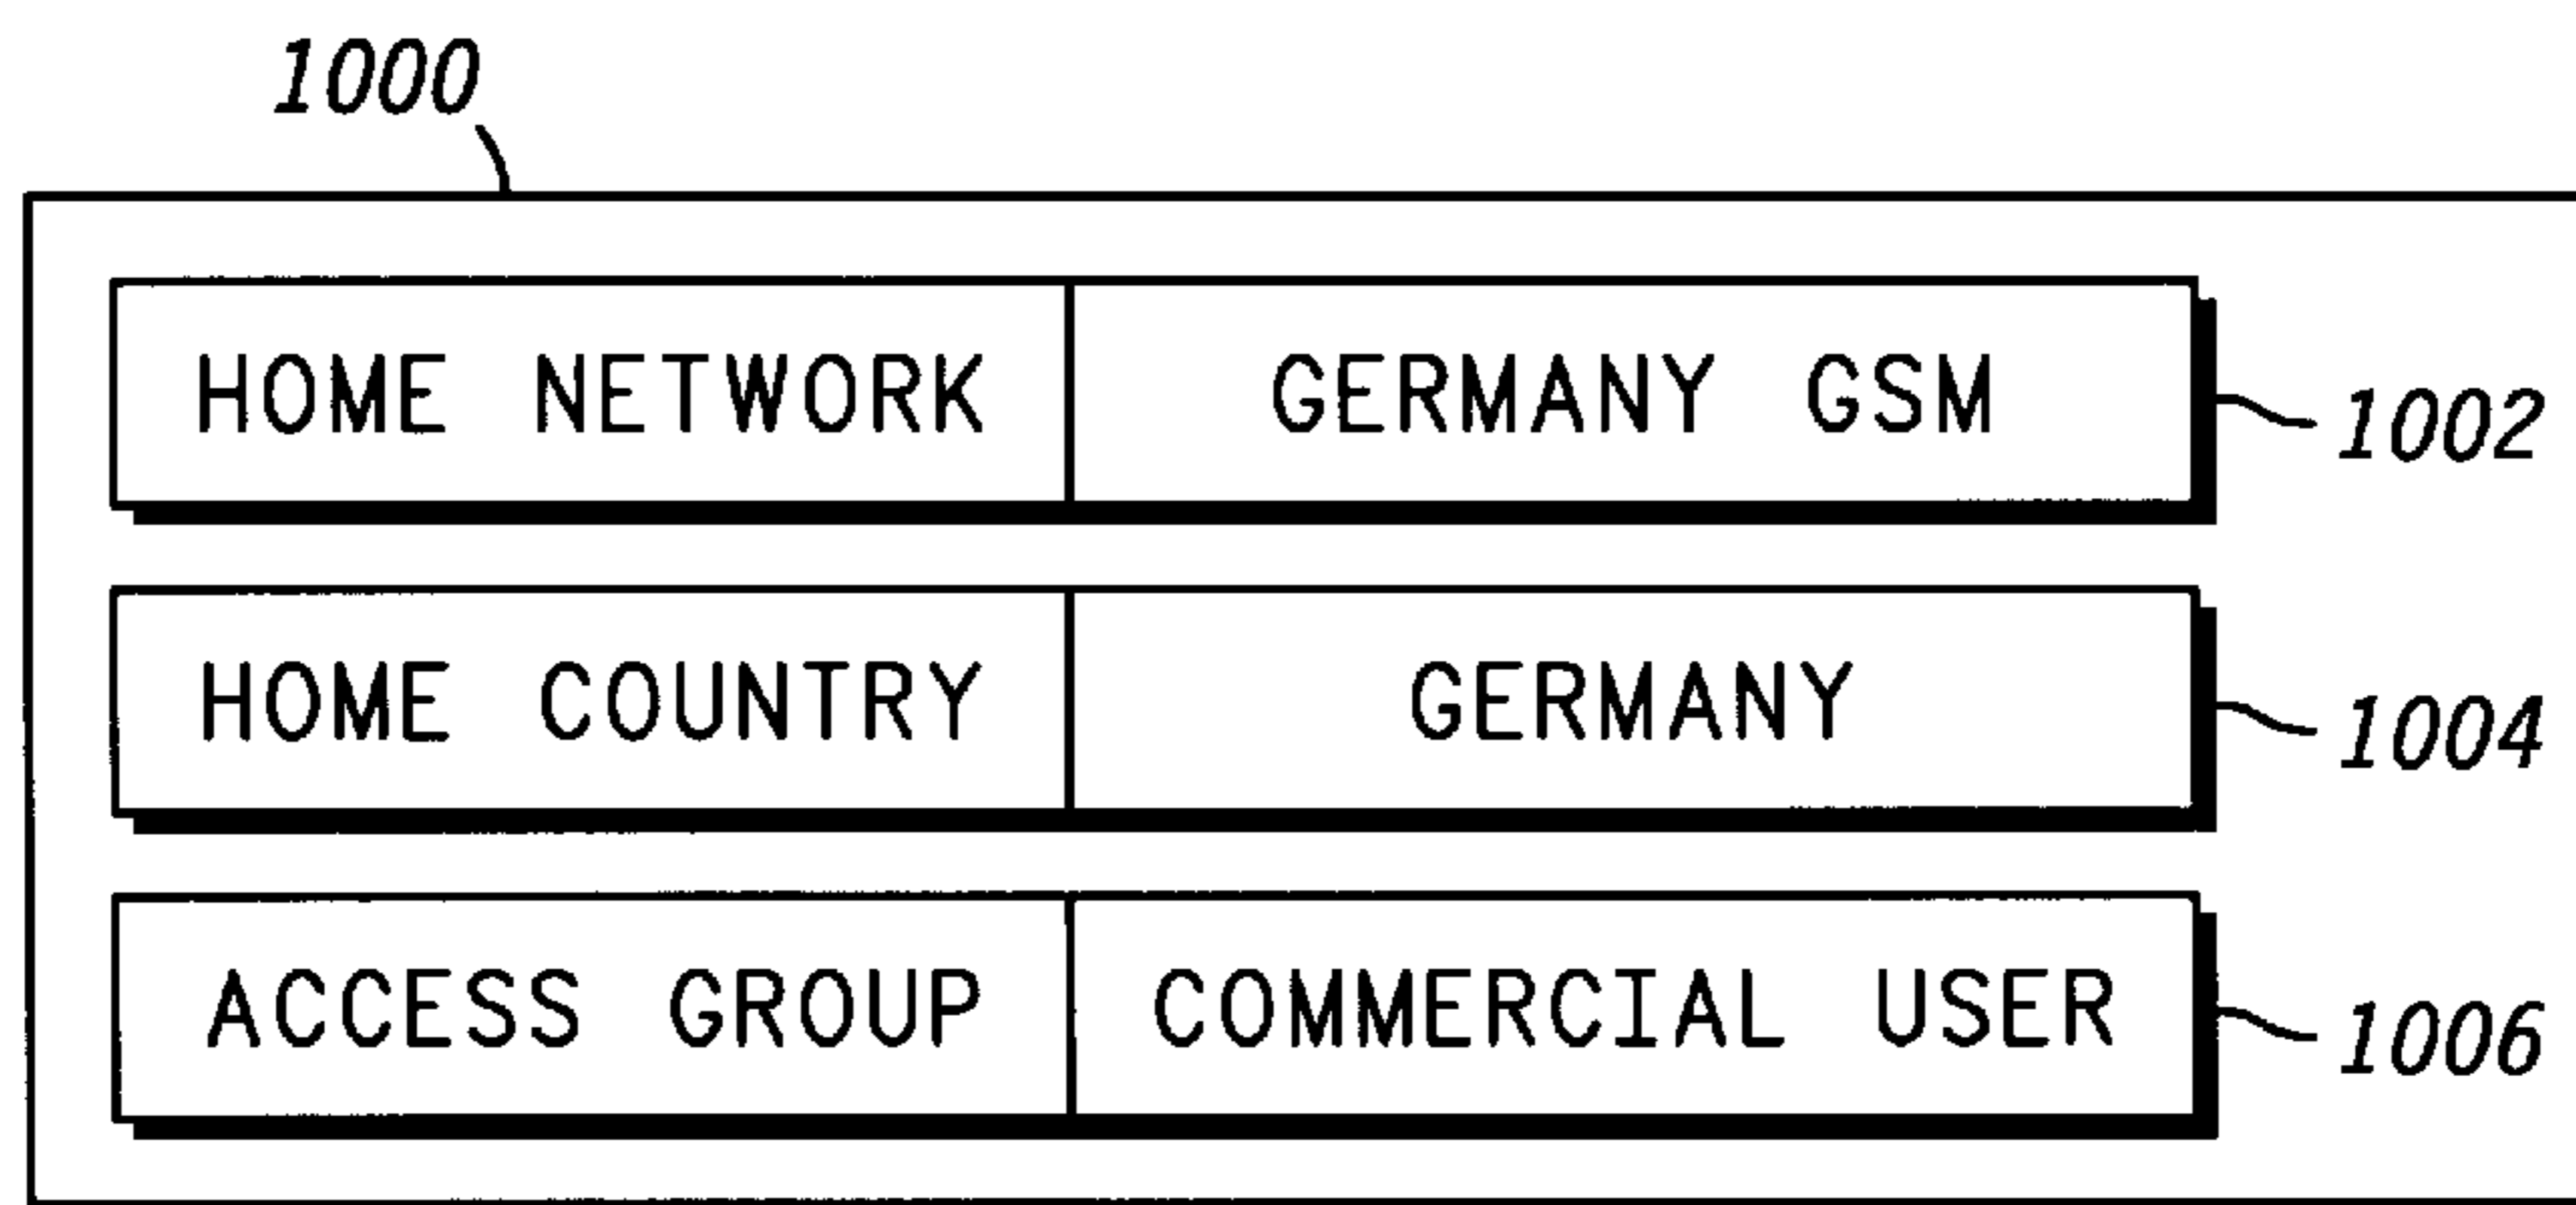 1000
HOME NETWORK GERMANY GSM 1002
HOME COUNTRY GERMANY 1004
ACCESS GROUP COMMERCIAL USER 1006